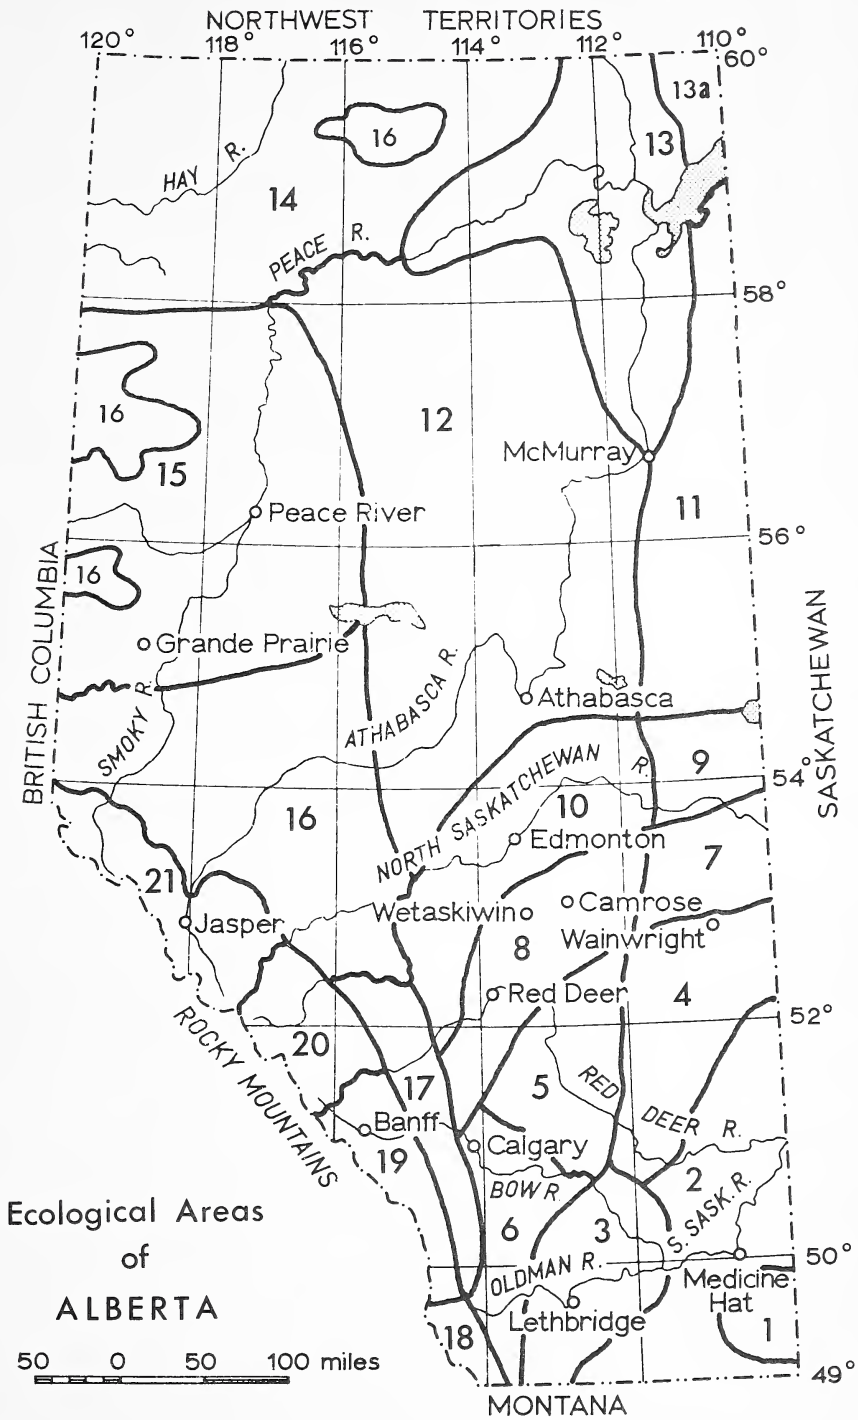 NORTHWEST TERRITORIES
120° 118° 116° 114° 112° 110°
60°
13a
16
13
HAY R.
14
PEACE R.
58°
16
12
McMurray
15
11
Peace River
56°
16
BRITISH COLUMBIA
SASKATCHEWAN
Grande Prairie
ATHABASCA R.
Athabasca
SMOKY R.
9
54°
NORTH SASKATCHEWAN R.
16
10
Edmonton
7
21
Camrose
Wetaskiwin
Jasper
Wainwright
8
Red Deer
4
52°
ROCKY MOUNTAINS
20
17
5
RED DEER R.
Banff
Calgary
19
2
BOW R
S. SASK. R.
6
3
Ecological Areas
of
ALBERTA
OLDMAN R.
50°
Medicine
Hat
Lethbridge
18
1
50 0 50 100 miles
49°
MONTANA